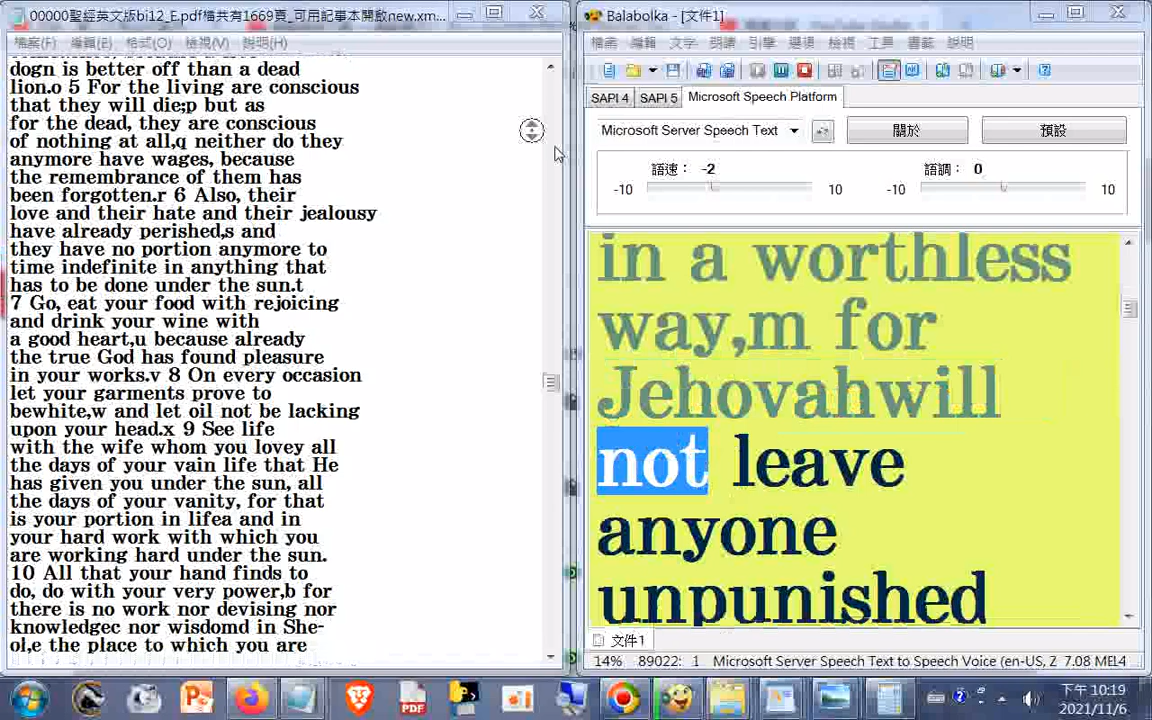 00000聖經英文版bi12_E.pdf檔共有1669頁_可用記事本開啟new.xm...
檔案(F) 編輯(E) 格式(O) 檢視(V) 說明(H)
dogn is better off than a dead
lion.o 5 For the living are conscious
that they will die;p but as
for the dead, they are conscious
of nothing at all,q neither do they
anymore have wages, because
the remembrance of them has
been forgotten.r 6 Also, their
love and their hate and their jealousy
have already perished,s and
they have no portion anymore to
time indefinite in anything that
has to be done under the sun.t
7 Go, eat your food with rejoicing
and drink your wine with
a good heart,u because already
the true God has found pleasure
in your works.v 8 On every occasion
let your garments prove to
bewhite,w and let oil not be lacking
upon your head.x 9 See life
with the wife whom you lovey all
the days of your vain life that He
has given you under the sun, all
the days of your vanity, for that
is your portion in lifea and in
your hard work with which you
are working hard under the sun.
10 All that your hand finds to
do, do with your very power,b for
there is no work nor devising nor
knowledgec nor wisdomd in She-
ol,e the place to which you are
Balabolka - [文件1]
檔案 編輯 文字 朗讀 引擎 選項 檢視 工具 書籤 說明
SAPI 4 SAPI 5 Microsoft Speech Platform
Microsoft Server Speech Text 關於 預設
語速： -2 語調： 0
-10 10 -10 10
in a worthless
way,m for
Jehovahwill
not leave
anyone
unpunished
文件1
14% 89022: 1 Microsoft Server Speech Text to Speech Voice (en-US, Z 7.08 MEL4
下午 10:19
2021/11/6